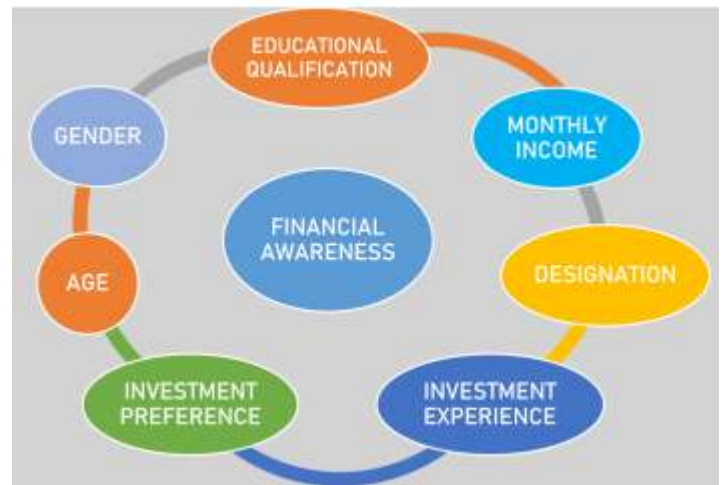 EDUCATIONAL
QUALIFICATION
GENDER
MONTHLY
INCOME
FINANCIAL
AWARENESS
AGE
DESIGNATION
INVESTMENT
PREFERENCE
INVESTMENT
EXPERIENCE